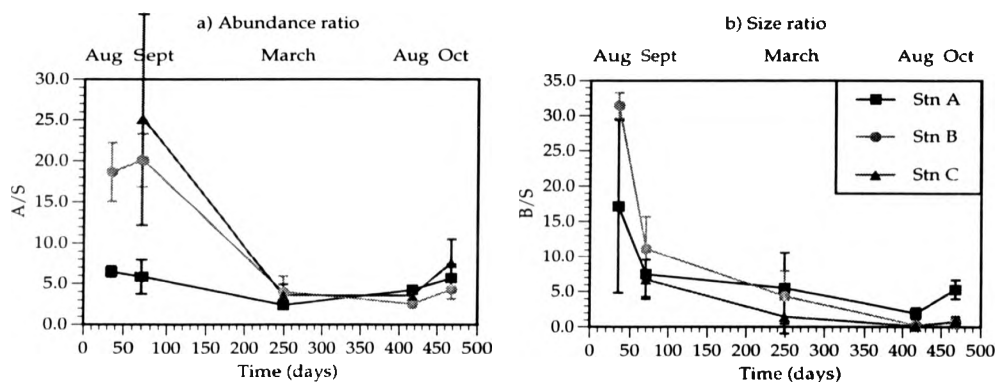 a) Abundance ratio
Aug Sept March Aug Oct
30.0
25.0
20.0
15.0
10.0
5.0
0.0
A/S
0 50 100 150 200 250 300 350 400 450 500
Time (days)
b) Size ratio
Aug Sept March Aug Oct
35.0
30.0
25.0
20.0
15.0
10.0
5.0
0.0
B/S
0 50 100 150 200 250 300 350 400 450 500
Time (days)
Stn A
Stn B
Stn C